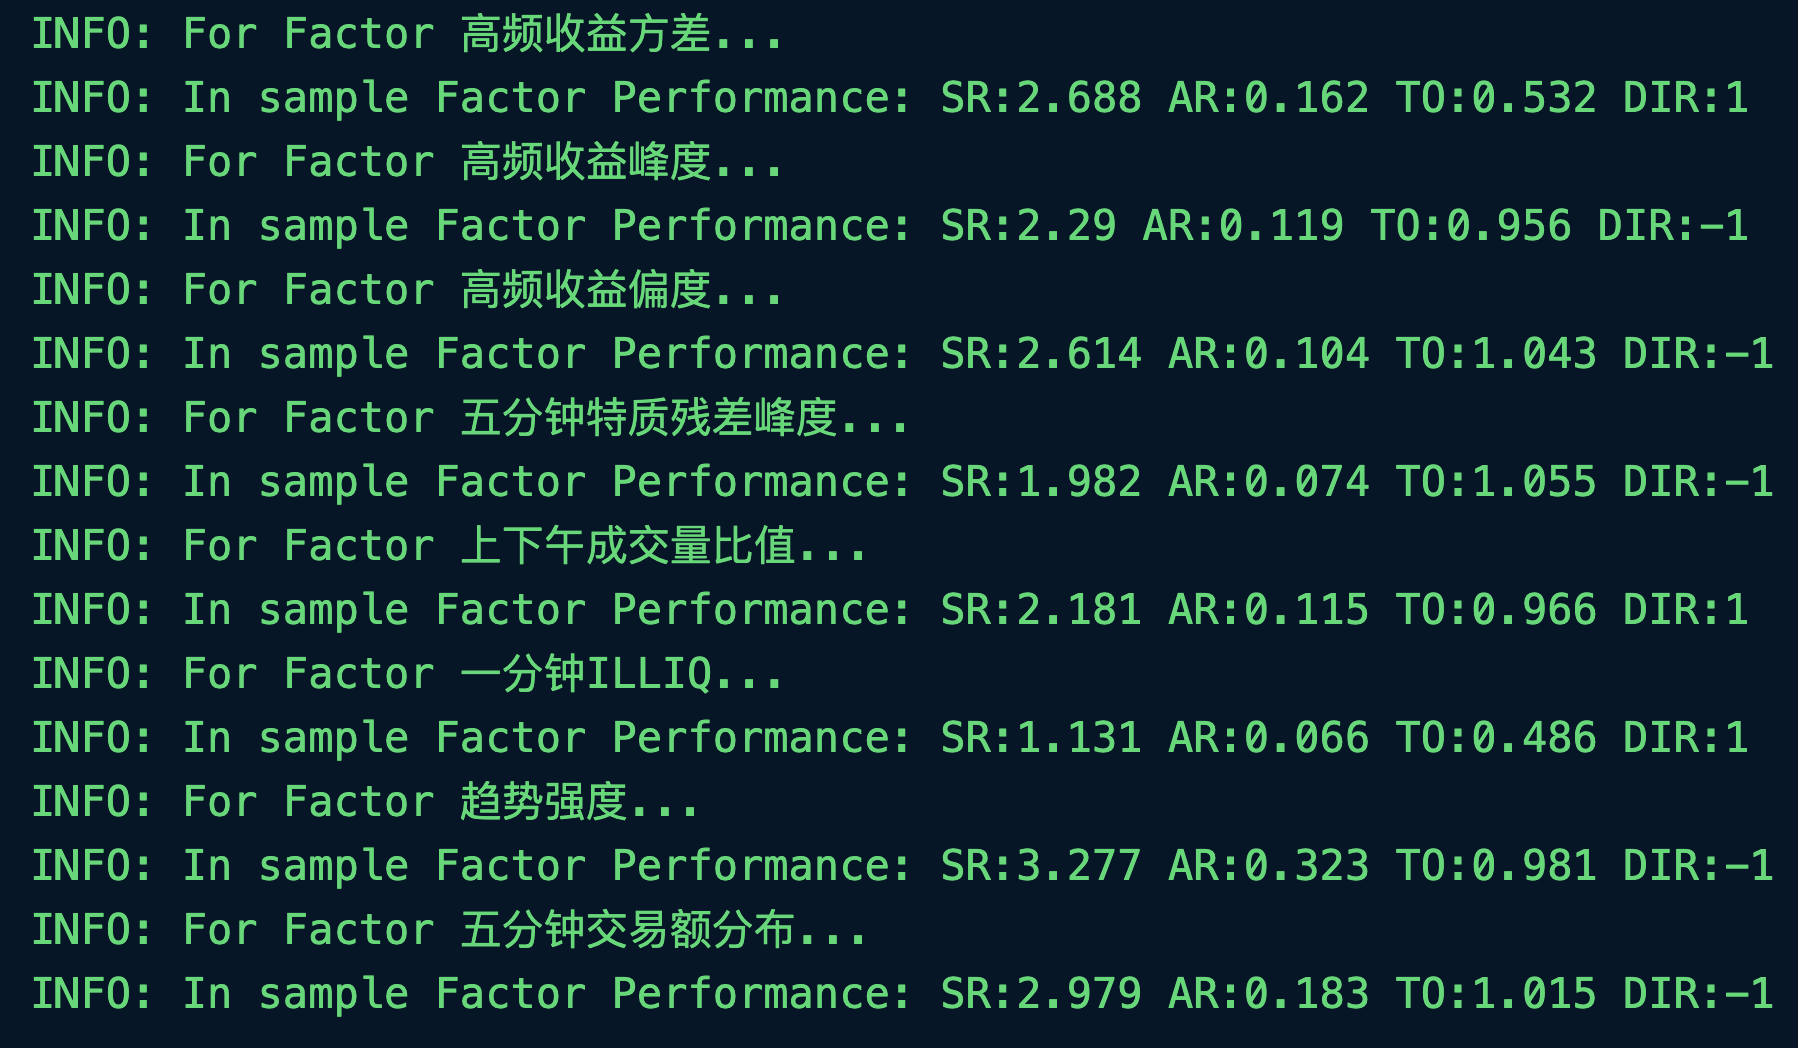 INFO: For Factor 高频收益方差...
INFO: In sample Factor Performance: SR:2.688 AR:0.162 TO:0.532 DIR:1
INFO: For Factor 高频收益峰度...
INFO: In sample Factor Performance: SR:2.29 AR:0.119 TO:0.956 DIR:-1
INFO: For Factor 高频收益偏度...
INFO: In sample Factor Performance: SR:2.614 AR:0.104 TO:1.043 DIR:-1
INFO: For Factor 五分钟特质残差峰度...
INFO: In sample Factor Performance: SR:1.982 AR:0.074 TO:1.055 DIR:-1
INFO: For Factor 上下午成交量比值...
INFO: In sample Factor Performance: SR:2.181 AR:0.115 TO:0.966 DIR:1
INFO: For Factor 一分钟ILLIQ...
INFO: In sample Factor Performance: SR:1.131 AR:0.066 TO:0.486 DIR:1
INFO: For Factor 趋势强度...
INFO: In sample Factor Performance: SR:3.277 AR:0.323 TO:0.981 DIR:-1
INFO: For Factor 五分钟交易额分布...
INFO: In sample Factor Performance: SR:2.979 AR:0.183 TO:1.015 DIR:-1